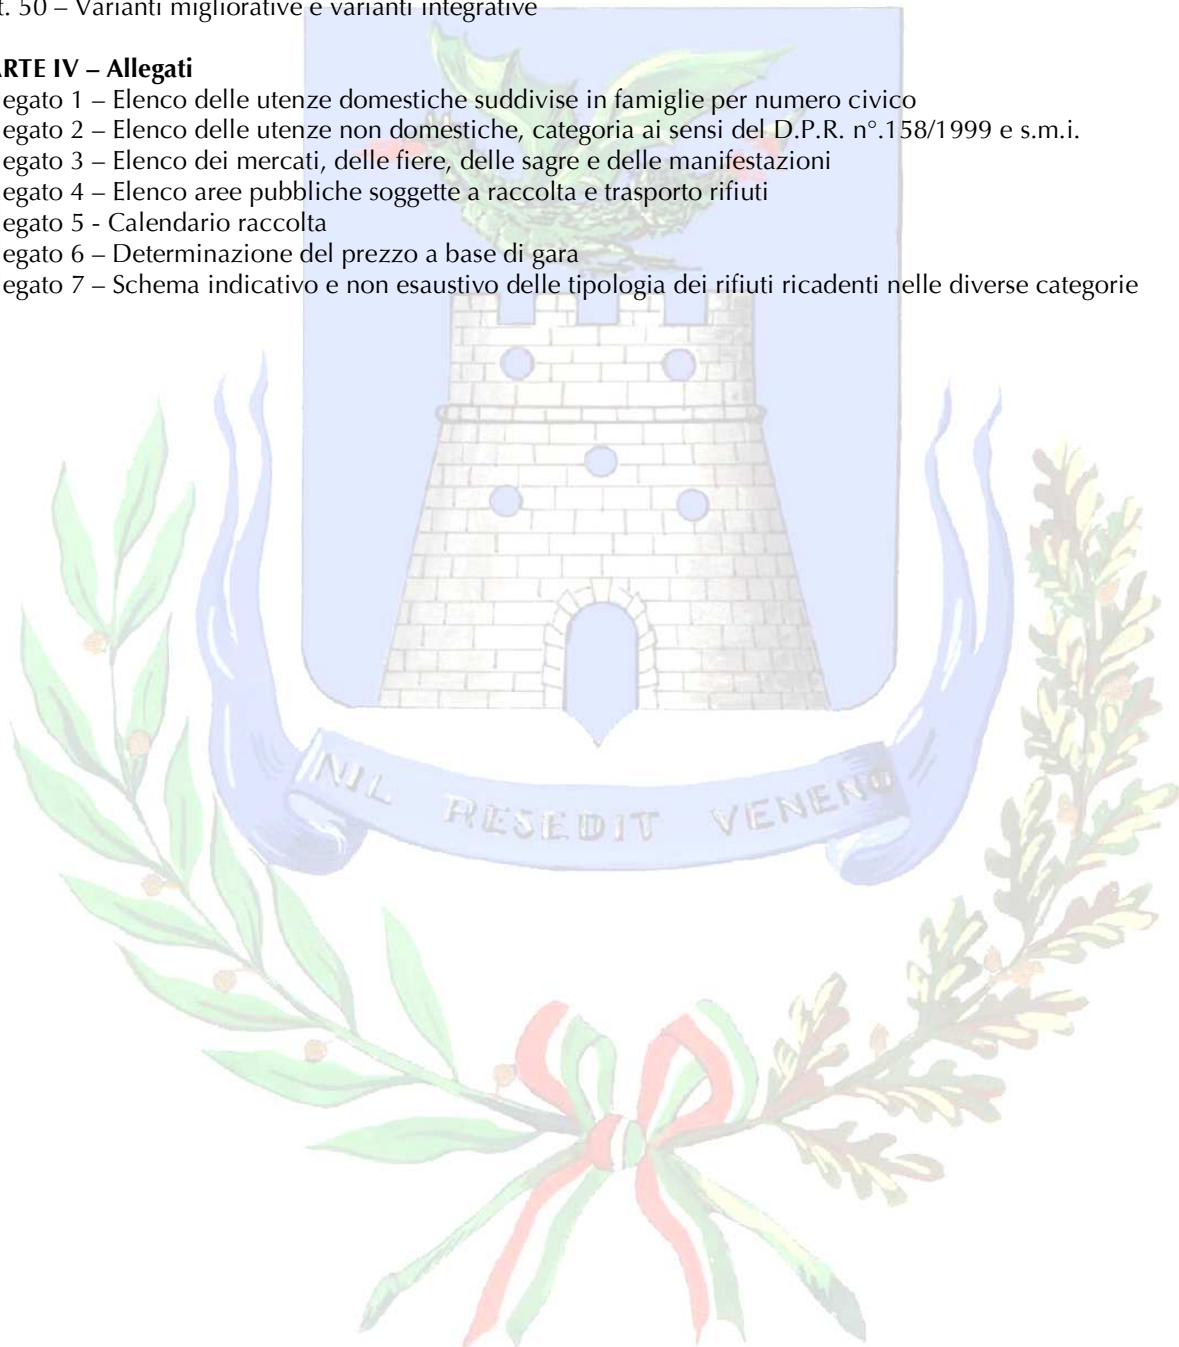 t. 50 – Varianti migliorative e varianti integrative
ARTE IV – Allegati
egato 1 – Elenco delle utenze domestiche suddivise in famiglie per numero civico
egato 2 – Elenco delle utenze non domestiche, categoria ai sensi del D.P.R. n°.158/1999 e s.m.i.
egato 3 – Elenco dei mercati, delle fiere, delle sagre e delle manifestazioni
egato 4 – Elenco aree pubbliche soggette a raccolta e trasporto rifiuti
egato 5 - Calendario raccolta
egato 6 – Determinazione del prezzo a base di gara
egato 7 – Schema indicativo e non esaustivo delle tipologia dei rifiuti ricadenti nelle diverse categorie
NIL RESEDIT VENENO